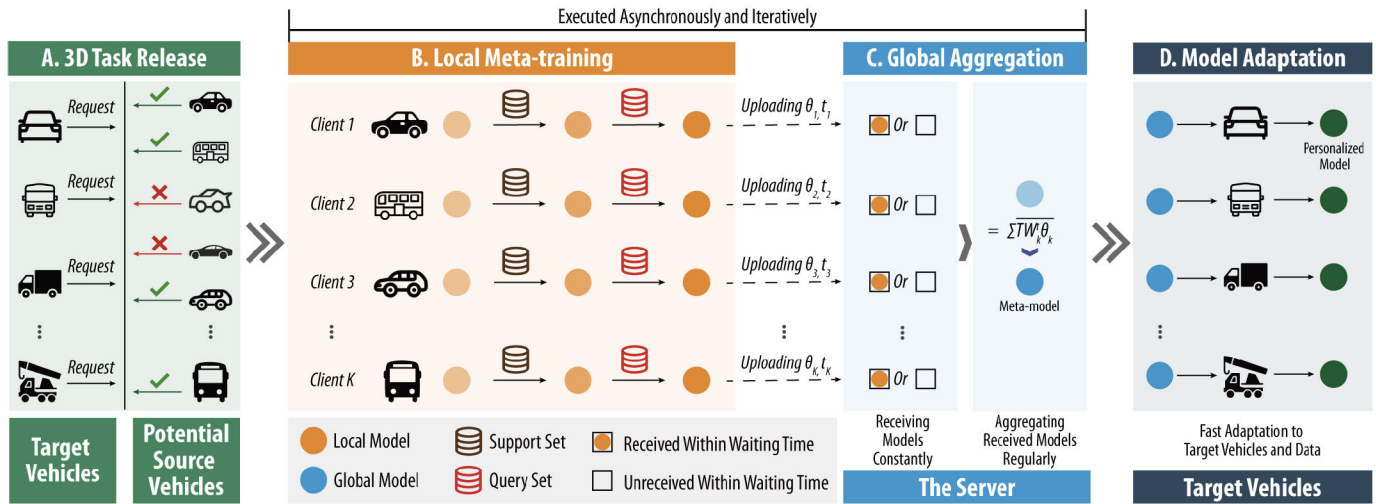 Executed Asynchronously and Iteratively
A. 3D Task Release
Request
Request
Request
Request
Target
Vehicles
Potential
Source
Vehicles
B. Local Meta-training
Client 1
Client 2
Client 3
Client K
Uploading θ1, t1
Uploading θ2, t2
Uploading θ3, t3
Uploading θK, tK
Local Model
Global Model
Support Set
Query Set
Received Within Waiting Time
Unreceived Within Waiting Time
C. Global Aggregation
Or
Or
Or
Or
Meta-model
Receiving
Models
Constantly
Aggregating
Received Models
Regularly
The Server
D. Model Adaptation
Personalized
Model
Fast Adaptation to
Target Vehicles and Data
Target Vehicles